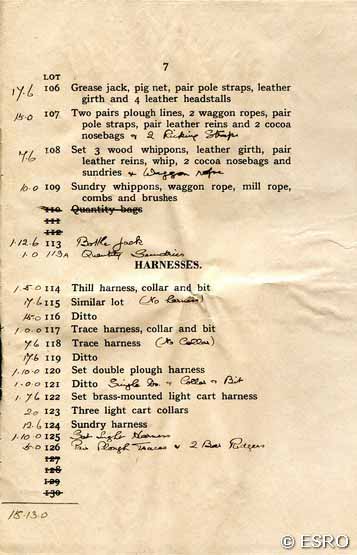 7
LOT
17.6 106 Grease jack, pig net, pair pole straps, leather
girth and 4 leather headstalls
15.0 107 Two pairs plough lines, 2 waggon ropes, pair
pole straps, pair leather reins and 2 cocoa
nosebags & 2 Ricking Straps
7.6 108 Set 3 wood whippons, leather girth, pair
leather reins, whip, 2 cocoa nosebags and
sundries & Waggon rope
10.0 109 Sundry whippons, waggon rope, mill rope,
combs and brushes
110 Quantity bags
111
112
1.12.6 113 Bottle Jack
1.0 113A Quantity Sundries
HARNESSES.
1.5.0 114 Thill harness, collar and bit
17.6 115 Similar lot (No harness)
15.0 116 Ditto
1.0.0 117 Trace harness, collar and bit
7.6 118 Trace harness (No Collar)
17.6 119 Ditto
1.10.0 120 Set double plough harness
1.0.0 121 Ditto Single Do. & Collar & Bit
1.7.6 122 Set brass-mounted light cart harness
2.0 123 Three light cart collars
12.6 124 Sundry harness
1.10.0 125 Set Light Harness
5.0 126 Pair Plough Traces & 2 Bear
127
128
129
130
15.13.0
© ESRO